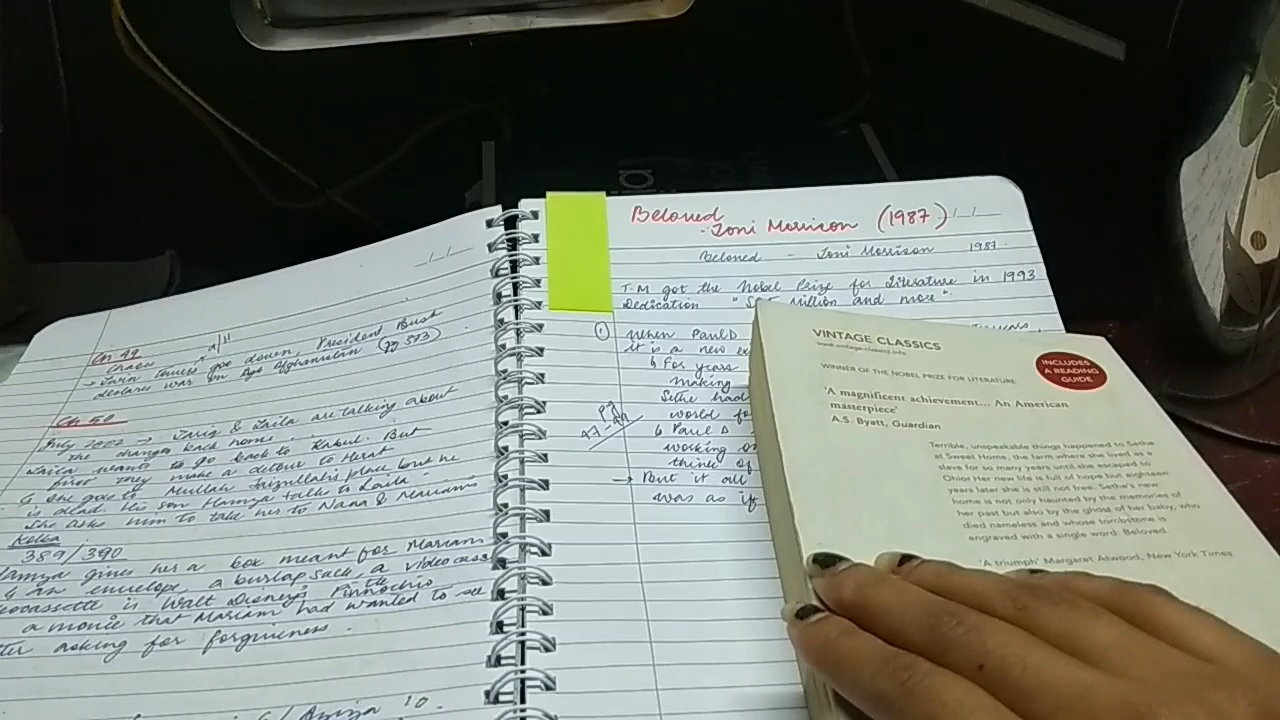 Ch 49
→ Twin Towers goe down, President Bush
declares war on Afghanistan (pg 373)
Ch 50
July 2002 → Tariq & Laila are talking about
the changes back home.
Laila wants to go back to Kabul. But
first they make a detour to Herat
↳ She goes to Mullah Faizullah's place but he
is dead. His son Hamza talks to Laila
She asks him to take her to Nana & Mariam's
Kolba
389/390
Hamza gives her a box meant for Mariam
↳ an envelope, a burlap sack, a video cass
is Walt Disney's the Pinnochio
a movie that Mariam had wanted to see
asking for forgiveness.
Aziza '10.
Beloved
- Toni Morrison (1987)
Beloved - Toni Morrison 1987.
T.M got the Nobel Prize for Literature in 1993
Dedication " Million and more".
① When Paul D
it is a new
↳ For years
making
Sethe had
world
Pg
47-49
↳ Paul D
working
think of
→ But it all
was as if
VINTAGE CLASSICS
www.vintage-classics.info
WINNER OF THE NOBEL PRIZE FOR LITERATURE
INCLUDES
A READING
GUIDE
'A magnificent achievement... An American
masterpiece'
A.S. Byatt, Guardian
Terrible, unspeakable things happened to Sethe
at Sweet Home, the farm where she lived as a
slave for so many years until she escaped to
Ohio. Her new life is full of hope but eighteen
years later she is still not free. Sethe's new
home is not only haunted by the memories of
her past but also by the ghost of her baby, who
died nameless and whose tombstone is
engraved with a single word: Beloved.
'A triumph' Margaret Atwood, New York Times